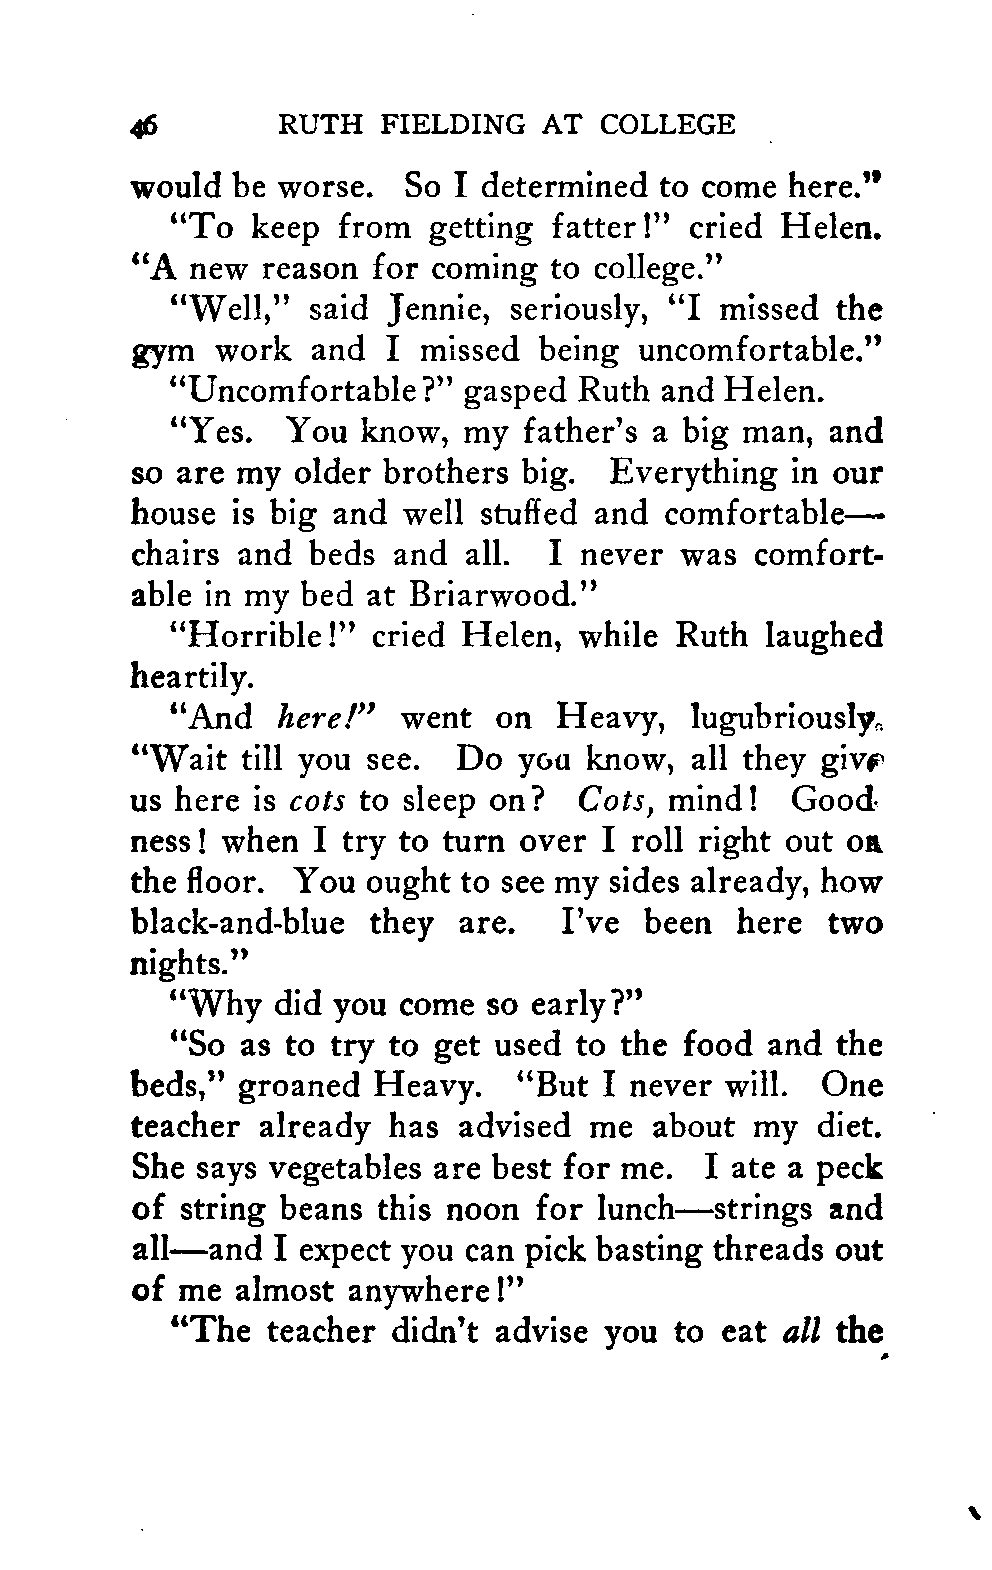 46 RUTH FIELDING AT COLLEGE
would be worse. So I determined to come here."
"To keep from getting fatter!" cried Helen.
"A new reason for coming to college."
"Well," said Jennie, seriously, "I missed the
gym work and I missed being uncomfortable."
"Uncomfortable?" gasped Ruth and Helen.
"Yes. You know, my father's a big man, and
so are my older brothers big. Everything in our
house is big and well stuffed and comfortable—
chairs and beds and all. I never was comfort-
able in my bed at Briarwood."
"Horrible!" cried Helen, while Ruth laughed
heartily.
"And here!" went on Heavy, lugubriously.
"Wait till you see. Do you know, all they give
us here is cots to sleep on? Cots, mind! Good-
ness! when I try to turn over I roll right out on
the floor. You ought to see my sides already, how
black-and-blue they are. I've been here two
nights."
"Why did you come so early?"
"So as to try to get used to the food and the
beds," groaned Heavy. "But I never will. One
teacher already has advised me about my diet.
She says vegetables are best for me. I ate a peck
of string beans this noon for lunch—strings and
all—and I expect you can pick basting threads out
of me almost anywhere!"
"The teacher didn't advise you to eat all the